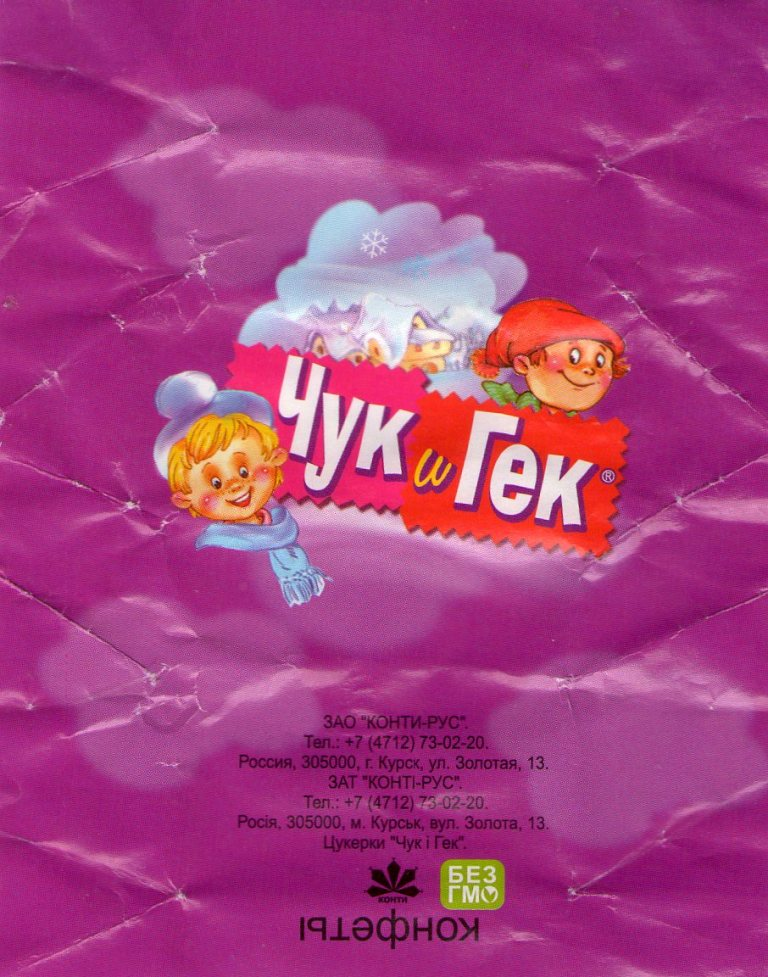 Чук и Гек®
ЗАО "КОНТИ-РУС".
Тел.: +7 (4712) 73-02-20.
Россия, 305000, г. Курск, ул. Золотая, 13.
ЗАТ "КОНТІ-РУС".
Тел.: +7 (4712) 73-02-20.
Росія, 305000, м. Курськ, вул. Золота, 13.
Цукерки "Чук і Гек".
КОНТИ
БЕЗ
ГМО
КОНФЕТЫ